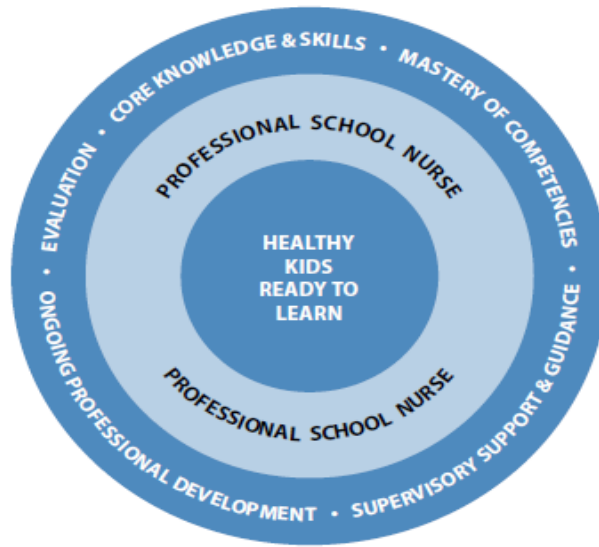 EVALUATION • CORE KNOWLEDGE & SKILLS • MASTERY OF COMPETENCIES •
PROFESSIONAL SCHOOL NURSE
HEALTHY
KIDS
READY TO
LEARN
PROFESSIONAL SCHOOL NURSE
ONGOING PROFESSIONAL DEVELOPMENT • SUPERVISORY SUPPORT & GUIDANCE •